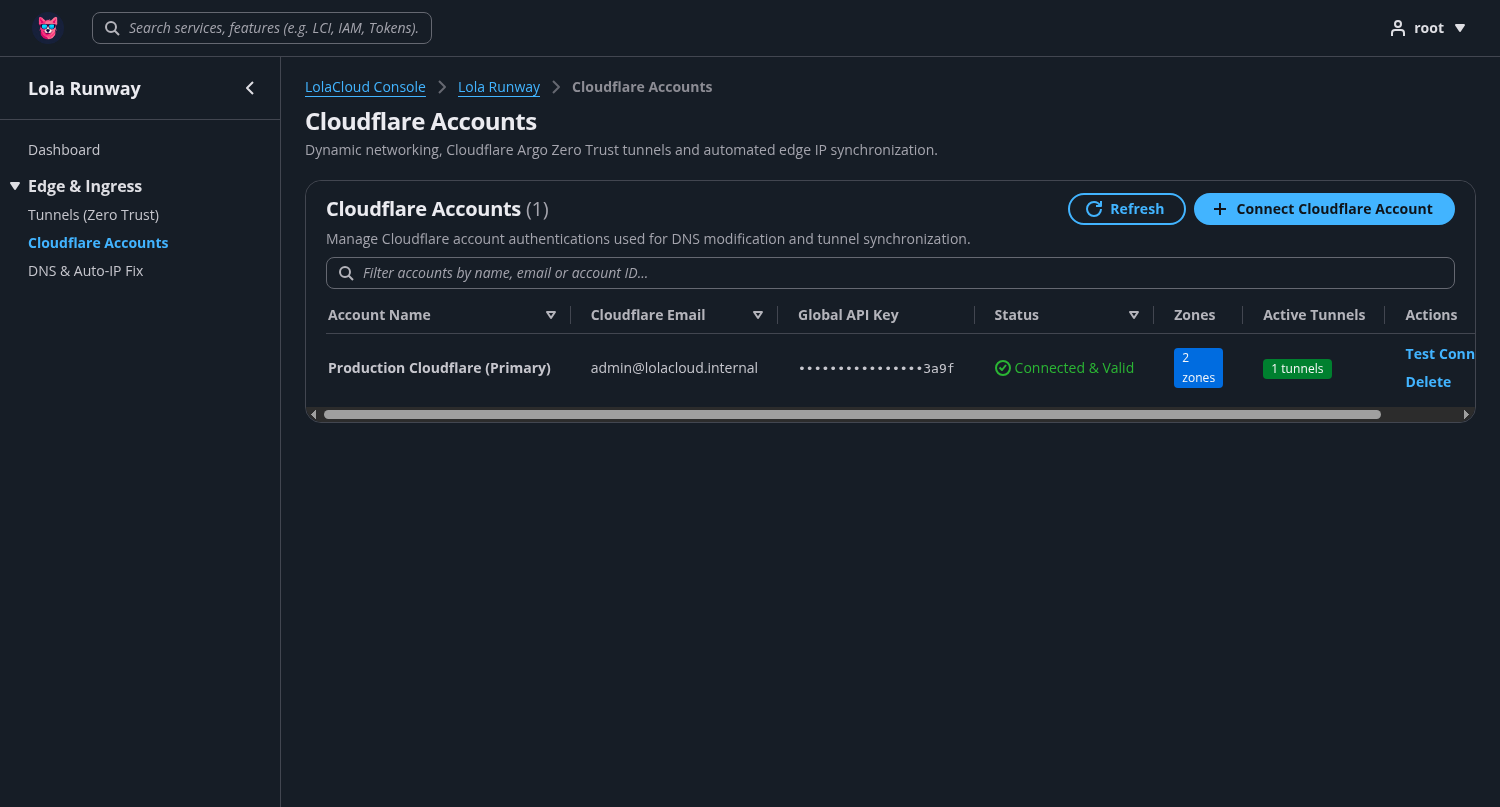 Search services, features (e.g. LCI, IAM, Tokens).
root
Lola Runway
Dashboard
Edge & Ingress
Tunnels (Zero Trust)
Cloudflare Accounts
DNS & Auto-IP Fix
LolaCloud Console
Lola Runway
Cloudflare Accounts
Cloudflare Accounts
Dynamic networking, Cloudflare Argo Zero Trust tunnels and automated edge IP synchronization.
Cloudflare Accounts (1)
Refresh
Connect Cloudflare Account
Manage Cloudflare account authentications used for DNS modification and tunnel synchronization.
Filter accounts by name, email or account ID...
Account Name Cloudflare Email Global API Key Status Zones Active Tunnels Actions
Production Cloudflare (Primary) admin@lolacloud.internal ••••••••••••••••3a9f Connected & Valid 2 zones 1 tunnels Test Conn
Delete